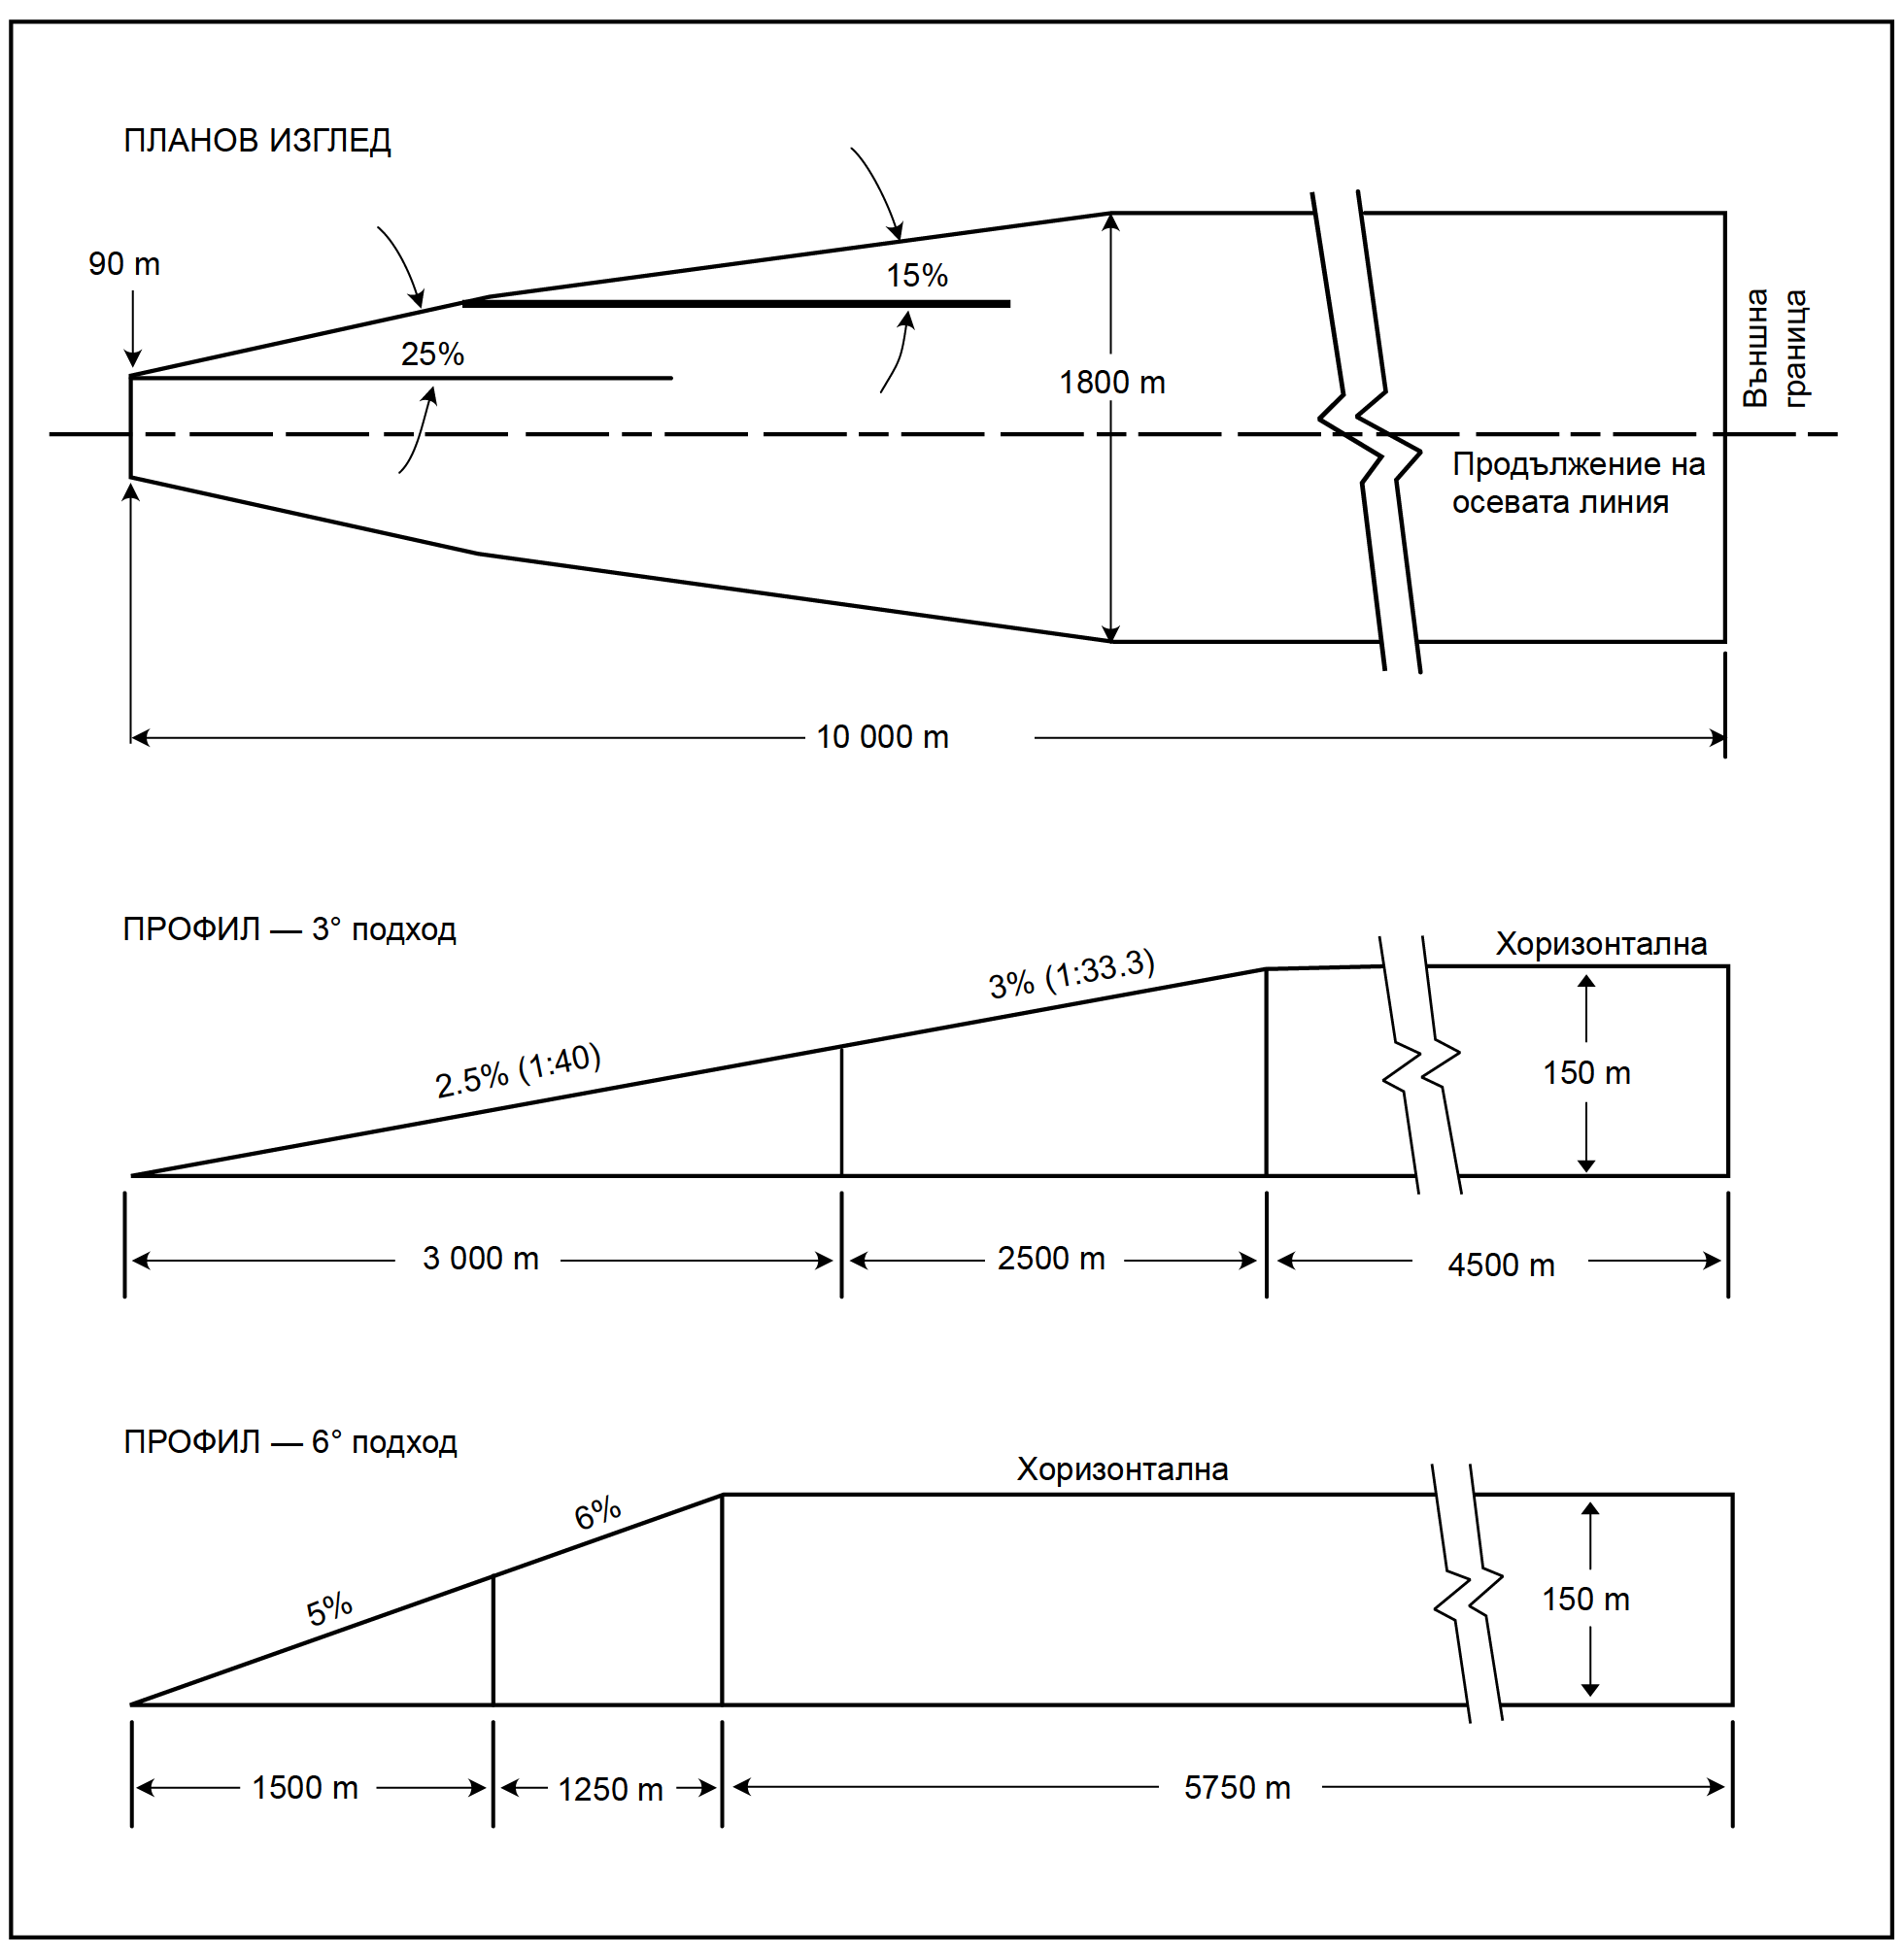 ПЛАНОВ ИЗГЛЕД
90 m
15%
25%
1800 m
Външна
граница
Продължение на
осевата линия
10 000 m
ПРОФИЛ — 3° подход
Хоризонтална
3% (1:33.3)
2.5% (1:40)
150 m
3 000 m
2500 m
4500 m
ПРОФИЛ — 6° подход
Хоризонтална
6%
5%
150 m
1500 m
1250 m
5750 m